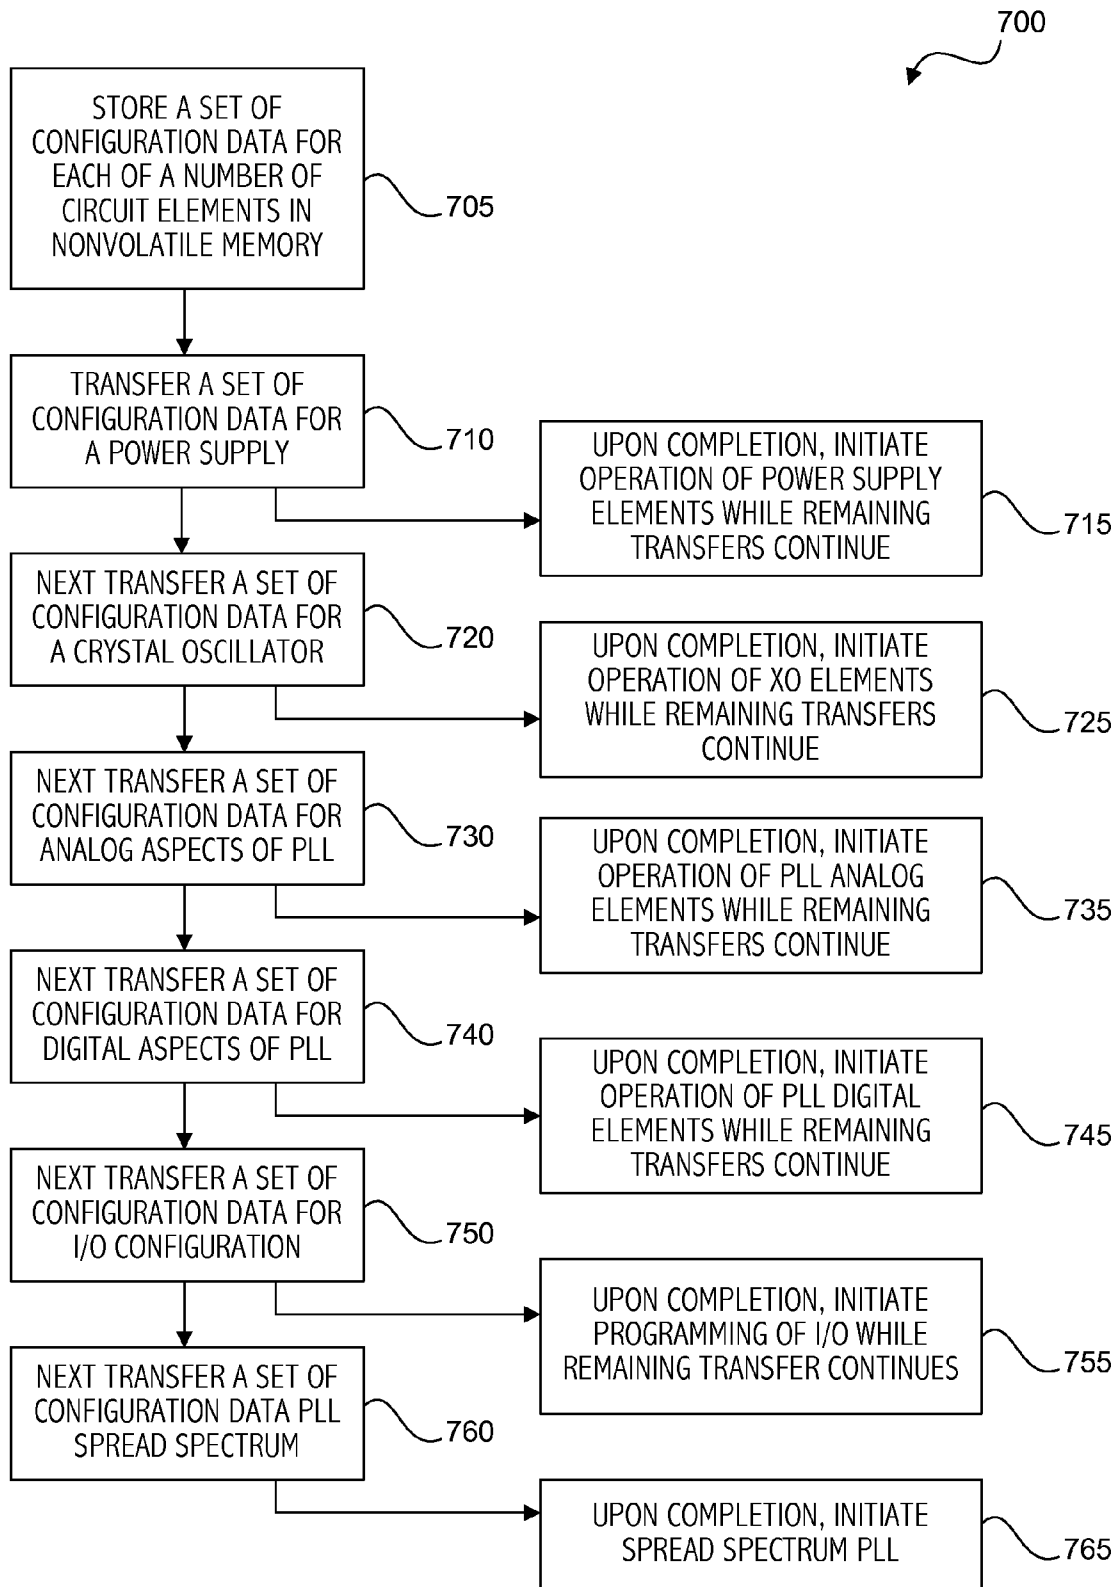 700
STORE A SET OF
CONFIGURATION DATA FOR
EACH OF A NUMBER OF
CIRCUIT ELEMENTS IN
NONVOLATILE MEMORY
705
TRANSFER A SET OF
CONFIGURATION DATA FOR
A POWER SUPPLY
710
UPON COMPLETION, INITIATE
OPERATION OF POWER SUPPLY
ELEMENTS WHILE REMAINING
TRANSFERS CONTINUE
715
NEXT TRANSFER A SET OF
CONFIGURATION DATA FOR
A CRYSTAL OSCILLATOR
720
UPON COMPLETION, INITIATE
OPERATION OF XO ELEMENTS
WHILE REMAINING TRANSFERS
CONTINUE
725
NEXT TRANSFER A SET OF
CONFIGURATION DATA FOR
ANALOG ASPECTS OF PLL
730
UPON COMPLETION, INITIATE
OPERATION OF PLL ANALOG
ELEMENTS WHILE REMAINING
TRANSFERS CONTINUE
735
NEXT TRANSFER A SET OF
CONFIGURATION DATA FOR
DIGITAL ASPECTS OF PLL
740
UPON COMPLETION, INITIATE
OPERATION OF PLL DIGITAL
ELEMENTS WHILE REMAINING
TRANSFERS CONTINUE
745
NEXT TRANSFER A SET OF
CONFIGURATION DATA FOR
I/O CONFIGURATION
750
UPON COMPLETION, INITIATE
PROGRAMMING OF I/O WHILE
REMAINING TRANSFER CONTINUES
755
NEXT TRANSFER A SET OF
CONFIGURATION DATA PLL
SPREAD SPECTRUM
760
UPON COMPLETION, INITIATE
SPREAD SPECTRUM PLL
765